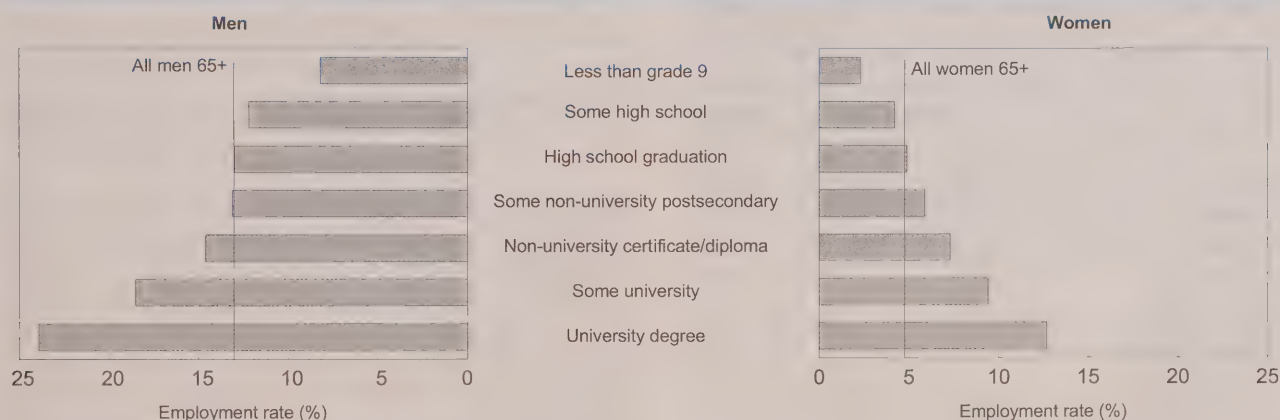 Men
Women
All men 65+
Less than grade 9
All women 65+
Some high school
High school graduation
Some non-university postsecondary
Non-university certificate/diploma
Some university
University degree
25 20 15 10 5 0
0 5 10 15 20 25
Employment rate (%)
Employment rate (%)